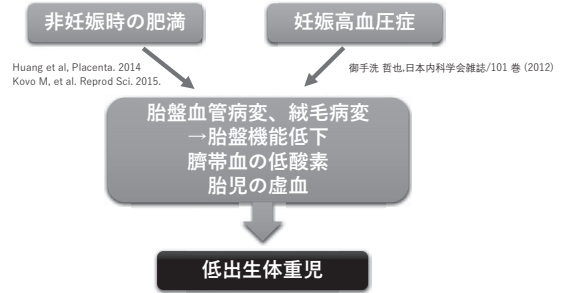 非妊娠時の肥満
妊娠高血圧症
Huang et al, Placenta. 2014
Kovo M, et al. Reprod Sci. 2015.
御手洗 哲也,日本内科学会雑誌/101 巻 (2012)
胎盤血管病変、絨毛病変
→胎盤機能低下
臍帯血の低酸素
胎児の虚血
低出生体重児